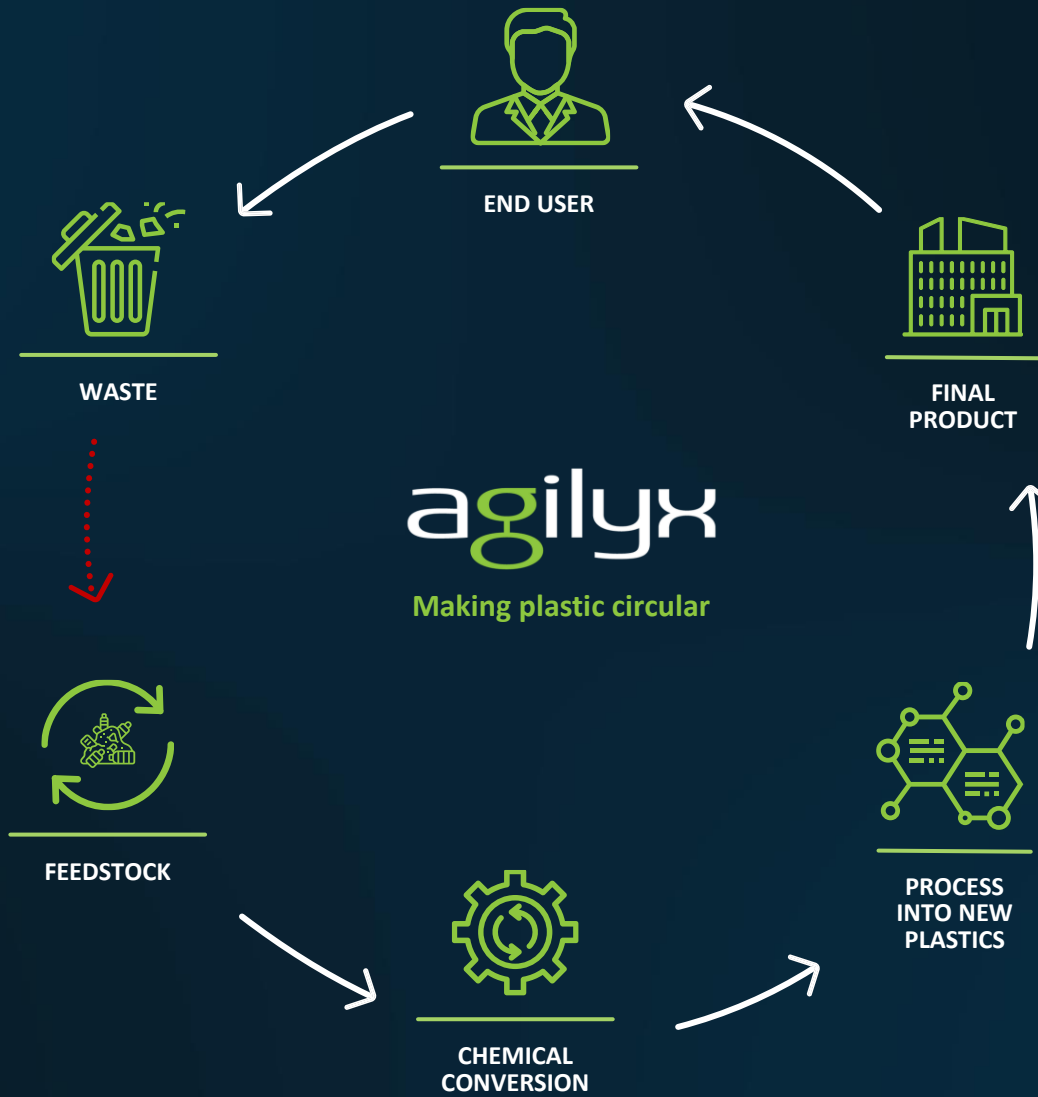 END USER
WASTE
FINAL
PRODUCT
agilyx
Making plastic circular
FEEDSTOCK
PROCESS
INTO NEW
PLASTICS
CHEMICAL
CONVERSION